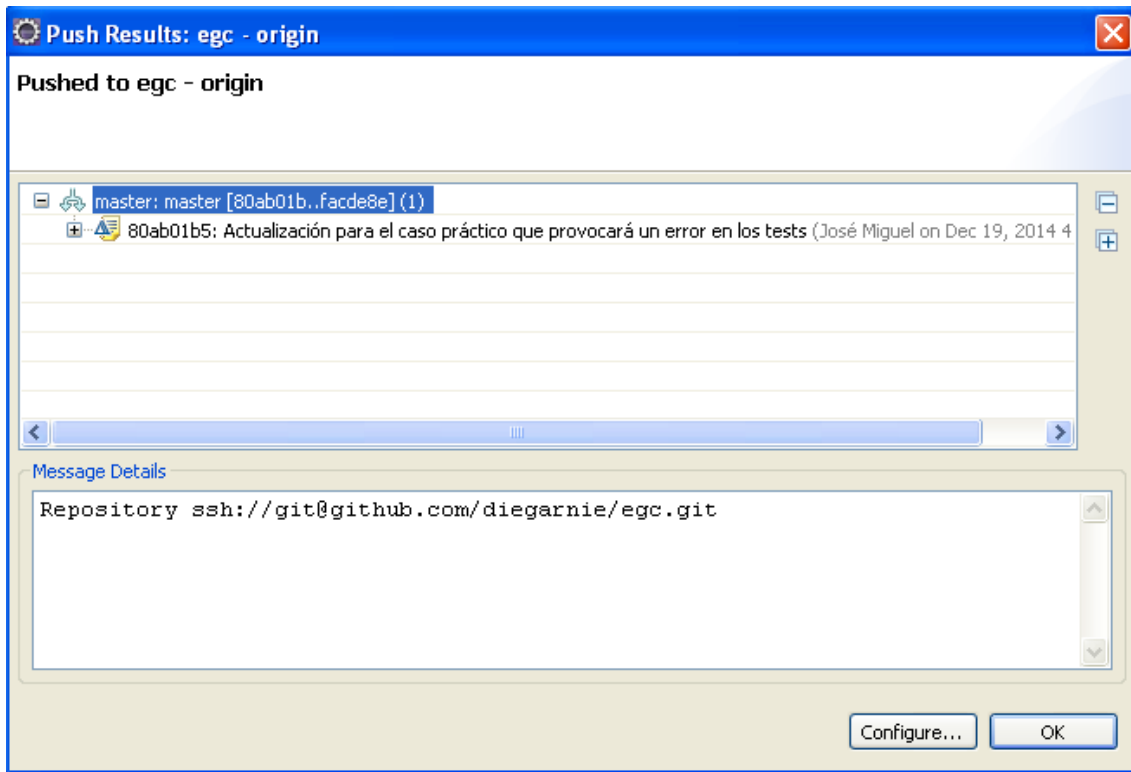 Push Results: egc - origin
Pushed to egc - origin
master: master [80ab01b..facde8e] (1)
80ab01b5: Actualización para el caso práctico que provocará un error en los tests (José Miguel on Dec 19, 2014 4
Message Details
Repository ssh://git@github.com/diegarnie/egc.git
Configure...
OK